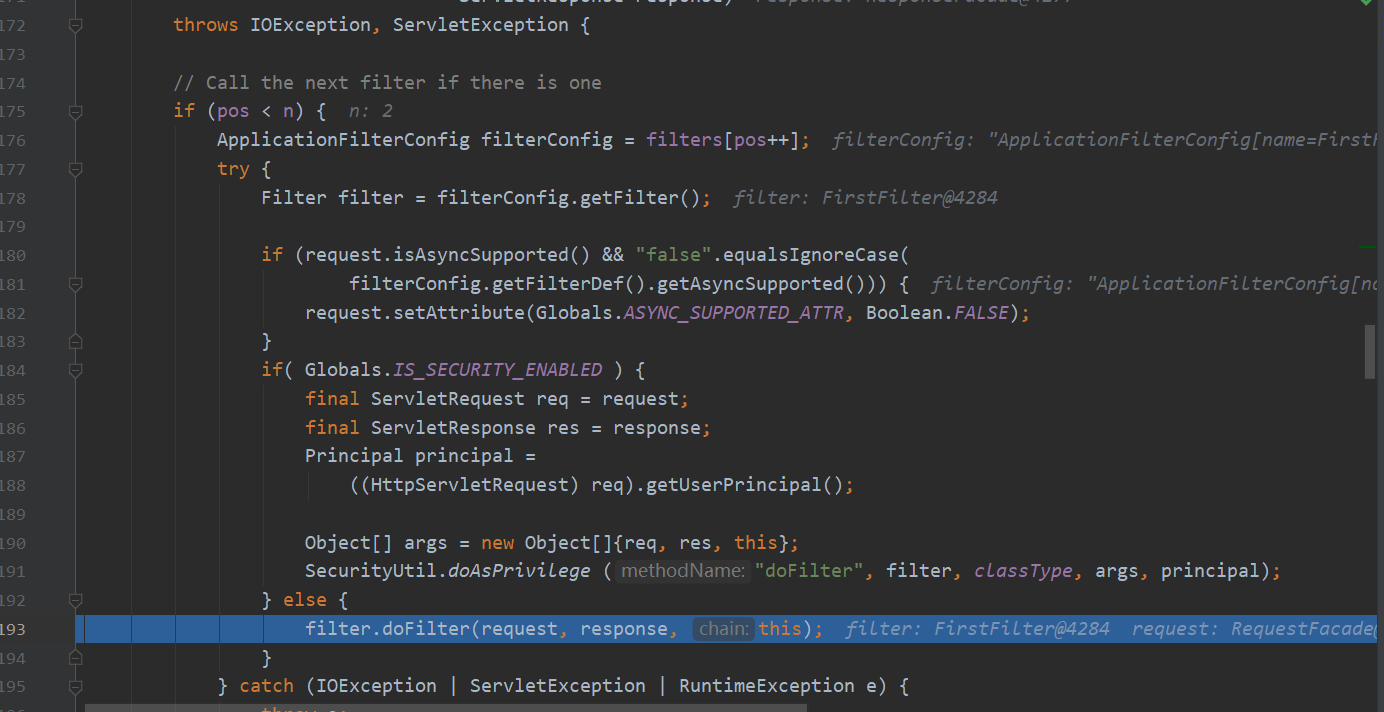 172 throws IOException, ServletException {
173
174 // Call the next filter if there is one
175 if (pos < n) { n: 2
176 ApplicationFilterConfig filterConfig = filters[pos++]; filterConfig: "ApplicationFilterConfig[name=First
177 try {
178 Filter filter = filterConfig.getFilter(); filter: FirstFilter@4284
179
180 if (request.isAsyncSupported() && "false".equalsIgnoreCase(
181 filterConfig.getFilterDef().getAsyncSupported())) { filterConfig: "ApplicationFilterConfig[na
182 request.setAttribute(Globals.ASYNC_SUPPORTED_ATTR, Boolean.FALSE);
183 }
184 if( Globals.IS_SECURITY_ENABLED ) {
185 final ServletRequest req = request;
186 final ServletResponse res = response;
187 Principal principal =
188 ((HttpServletRequest) req).getUserPrincipal();
189
190 Object[] args = new Object[]{req, res, this};
191 SecurityUtil.doAsPrivilege ( methodName: "doFilter", filter, classType, args, principal);
192 } else {
193 filter.doFilter(request, response, chain: this); filter: FirstFilter@4284 request: RequestFacade@
194 }
195 } catch (IOException | ServletException | RuntimeException e) {